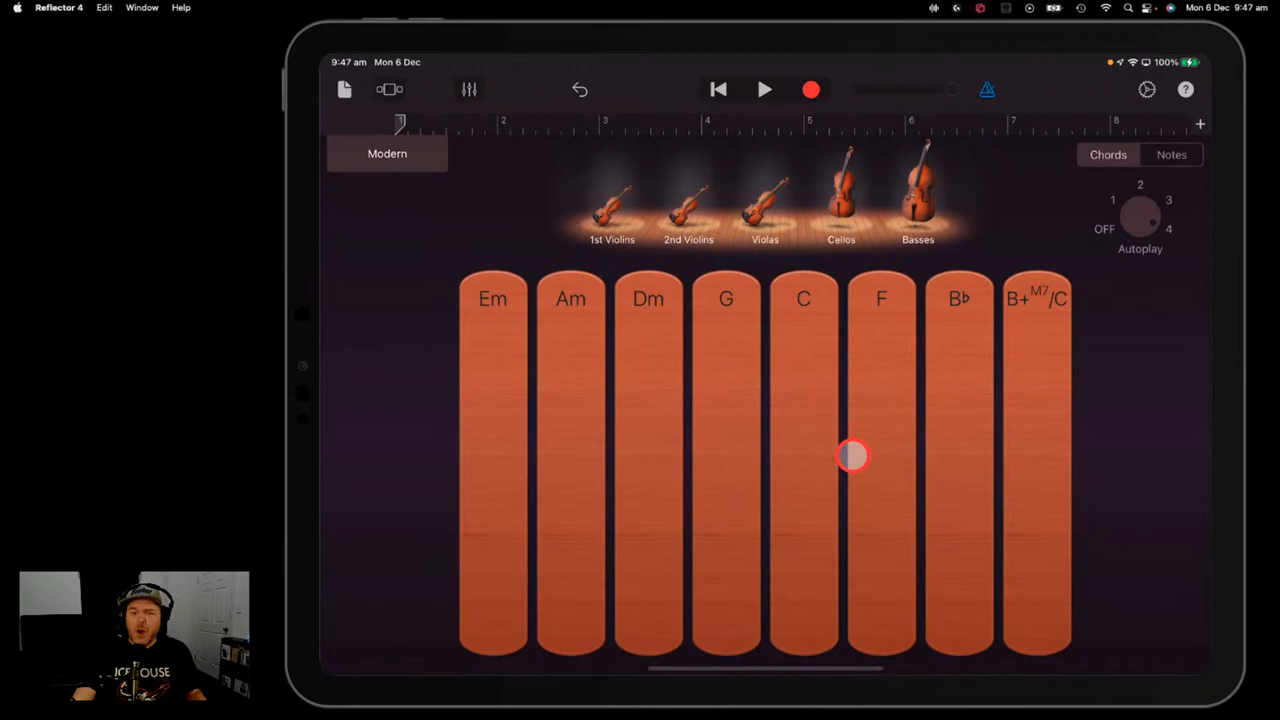 Reflector 4 Edit Window Help Mon 6 Dec 9:47 am
9:47 am Mon 6 Dec 100%
1 2 3 4 5 6 7 8 +
Modern
Chords Notes
1st Violins 2nd Violins Violas Cellos Basses
OFF 1 2 3 4
Autoplay
Em Am Dm G C F B♭ B+M7/C
ICEHOUSE